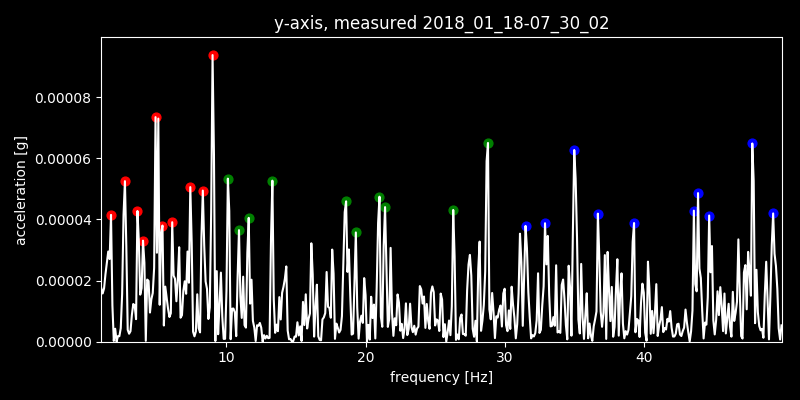 y-axis, measured 2018_01_18-07_30_02
acceleration [g]
0.00008
0.00006
0.00004
0.00002
0.00000
10 20 30 40
frequency [Hz]